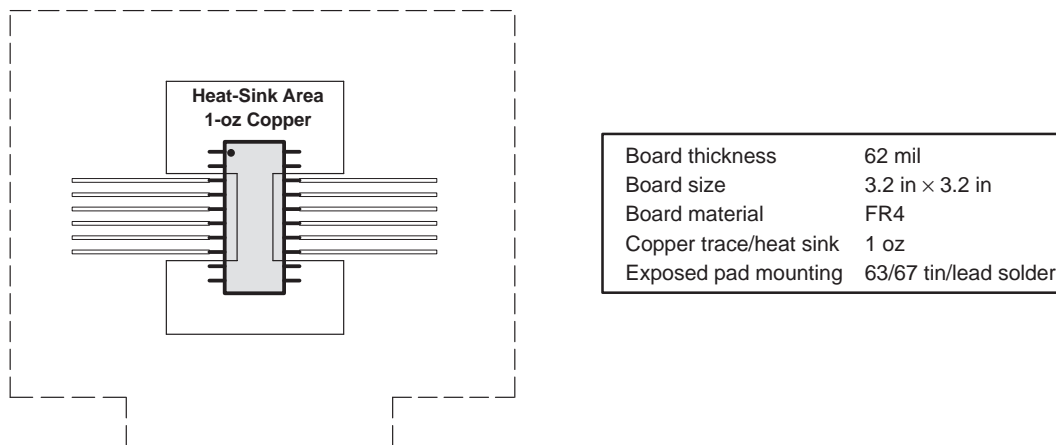 Heat-Sink Area
1-oz Copper
Board thickness 62 mil
Board size 3.2 in × 3.2 in
Board material FR4
Copper trace/heat sink 1 oz
Exposed pad mounting 63/67 tin/lead solder